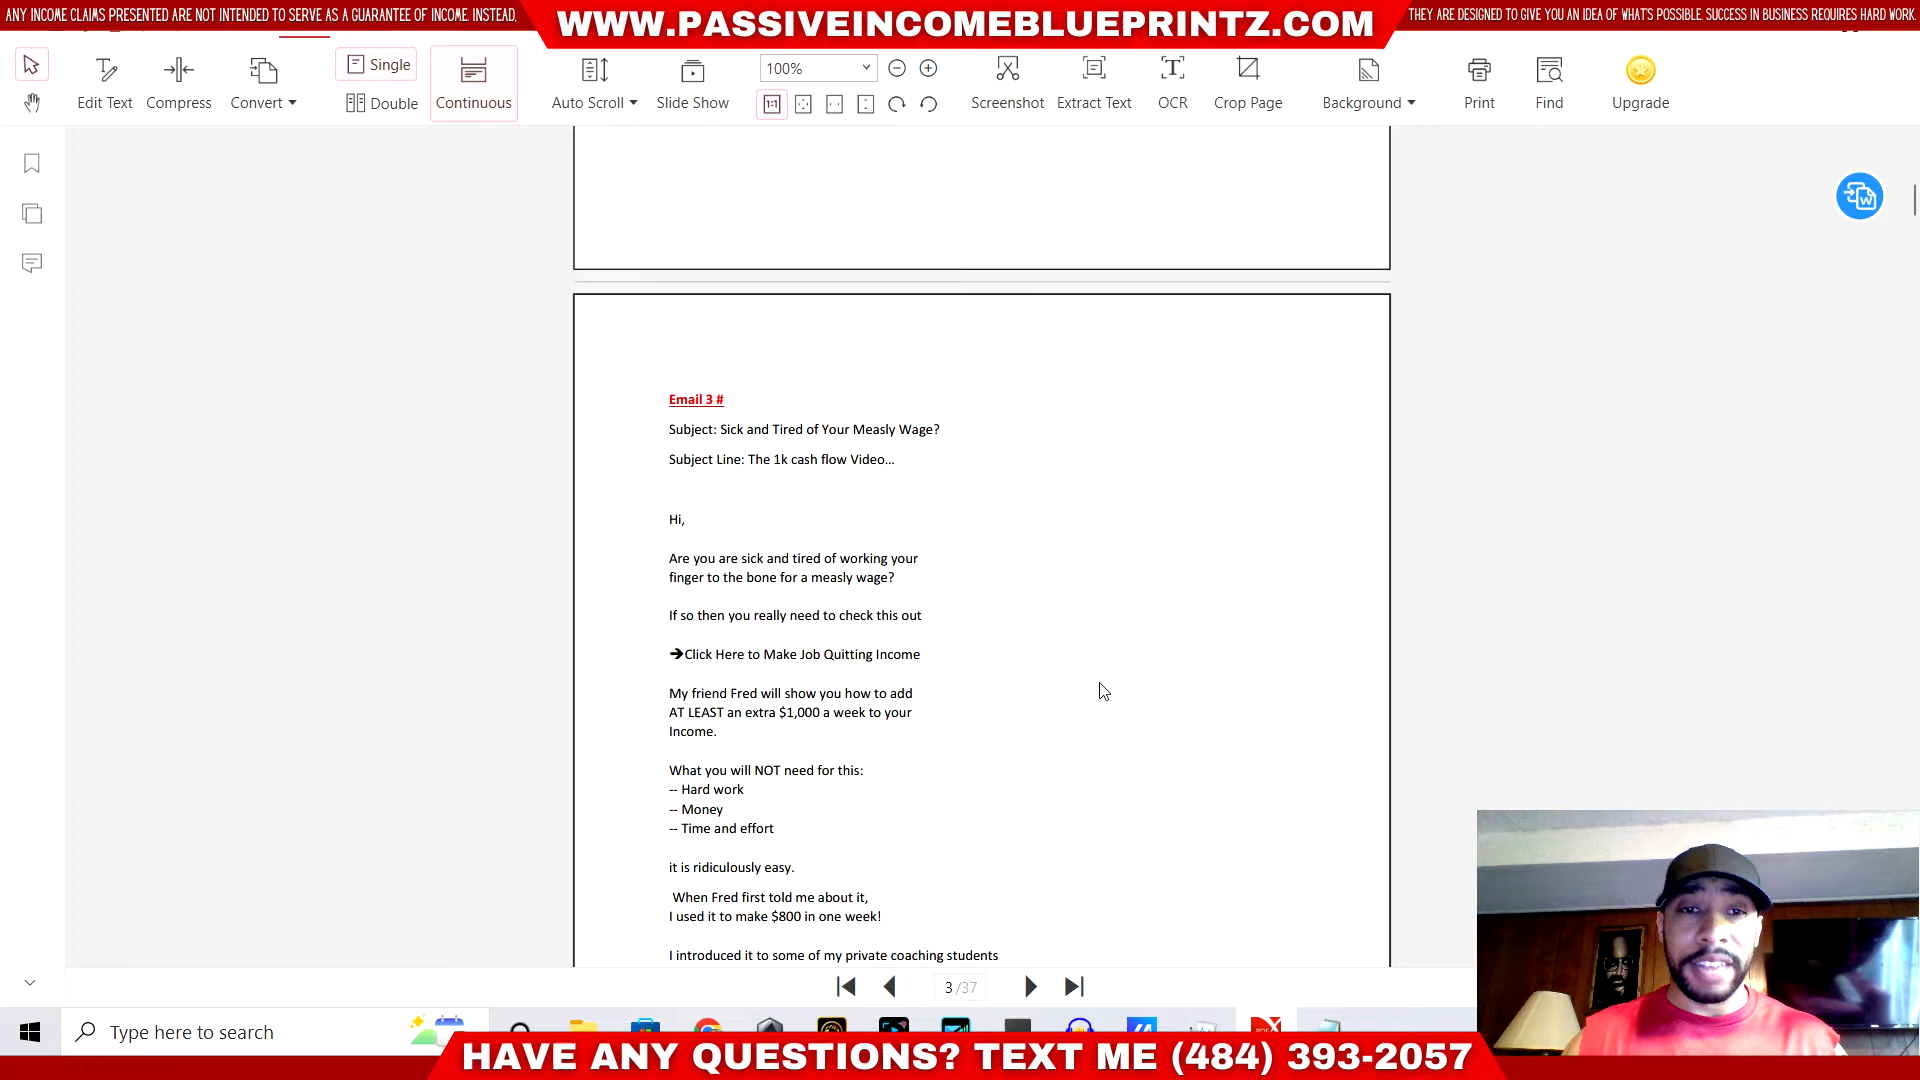 ANY INCOME CLAIMS PRESENTED ARE NOT INTENDED TO SERVE AS A GUARANTEE OF INCOME. INSTEAD,
WWW.PASSIVEINCOMEBLUEPRINTZ.COM
THEY ARE DESIGNED TO GIVE YOU AN IDEA OF WHAT'S POSSIBLE. SUCCESS IN BUSINESS REQUIRES HARD WORK.
Edit Text
Compress
Convert
Single
Double
Continuous
Auto Scroll
Slide Show
100%
1:1
Screenshot
Extract Text
OCR
Crop Page
Background
Print
Find
Upgrade
Email 3 #
Subject: Sick and Tired of Your Measly Wage?
Subject Line: The 1k cash flow Video...
Hi,
Are you are sick and tired of working your
finger to the bone for a measly wage?
If so then you really need to check this out
➔Click Here to Make Job Quitting Income
My friend Fred will show you how to add
AT LEAST an extra $1,000 a week to your
Income.
What you will NOT need for this:
-- Hard work
-- Money
-- Time and effort
it is ridiculously easy.
When Fred first told me about it,
I used it to make $800 in one week!
I introduced it to some of my private coaching students
3 /37
Type here to search
HAVE ANY QUESTIONS? TEXT ME (484) 393-2057